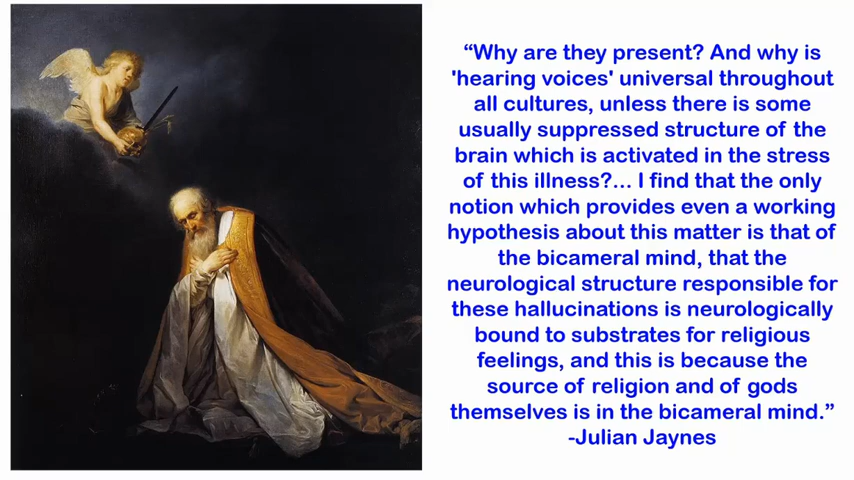 “Why are they present? And why is
'hearing voices' universal throughout
all cultures, unless there is some
usually suppressed structure of the
brain which is activated in the stress
of this illness?... I find that the only
notion which provides even a working
hypothesis about this matter is that of
the bicameral mind, that the
neurological structure responsible for
these hallucinations is neurologically
bound to substrates for religious
feelings, and this is because the
source of religion and of gods
themselves is in the bicameral mind.”
-Julian Jaynes